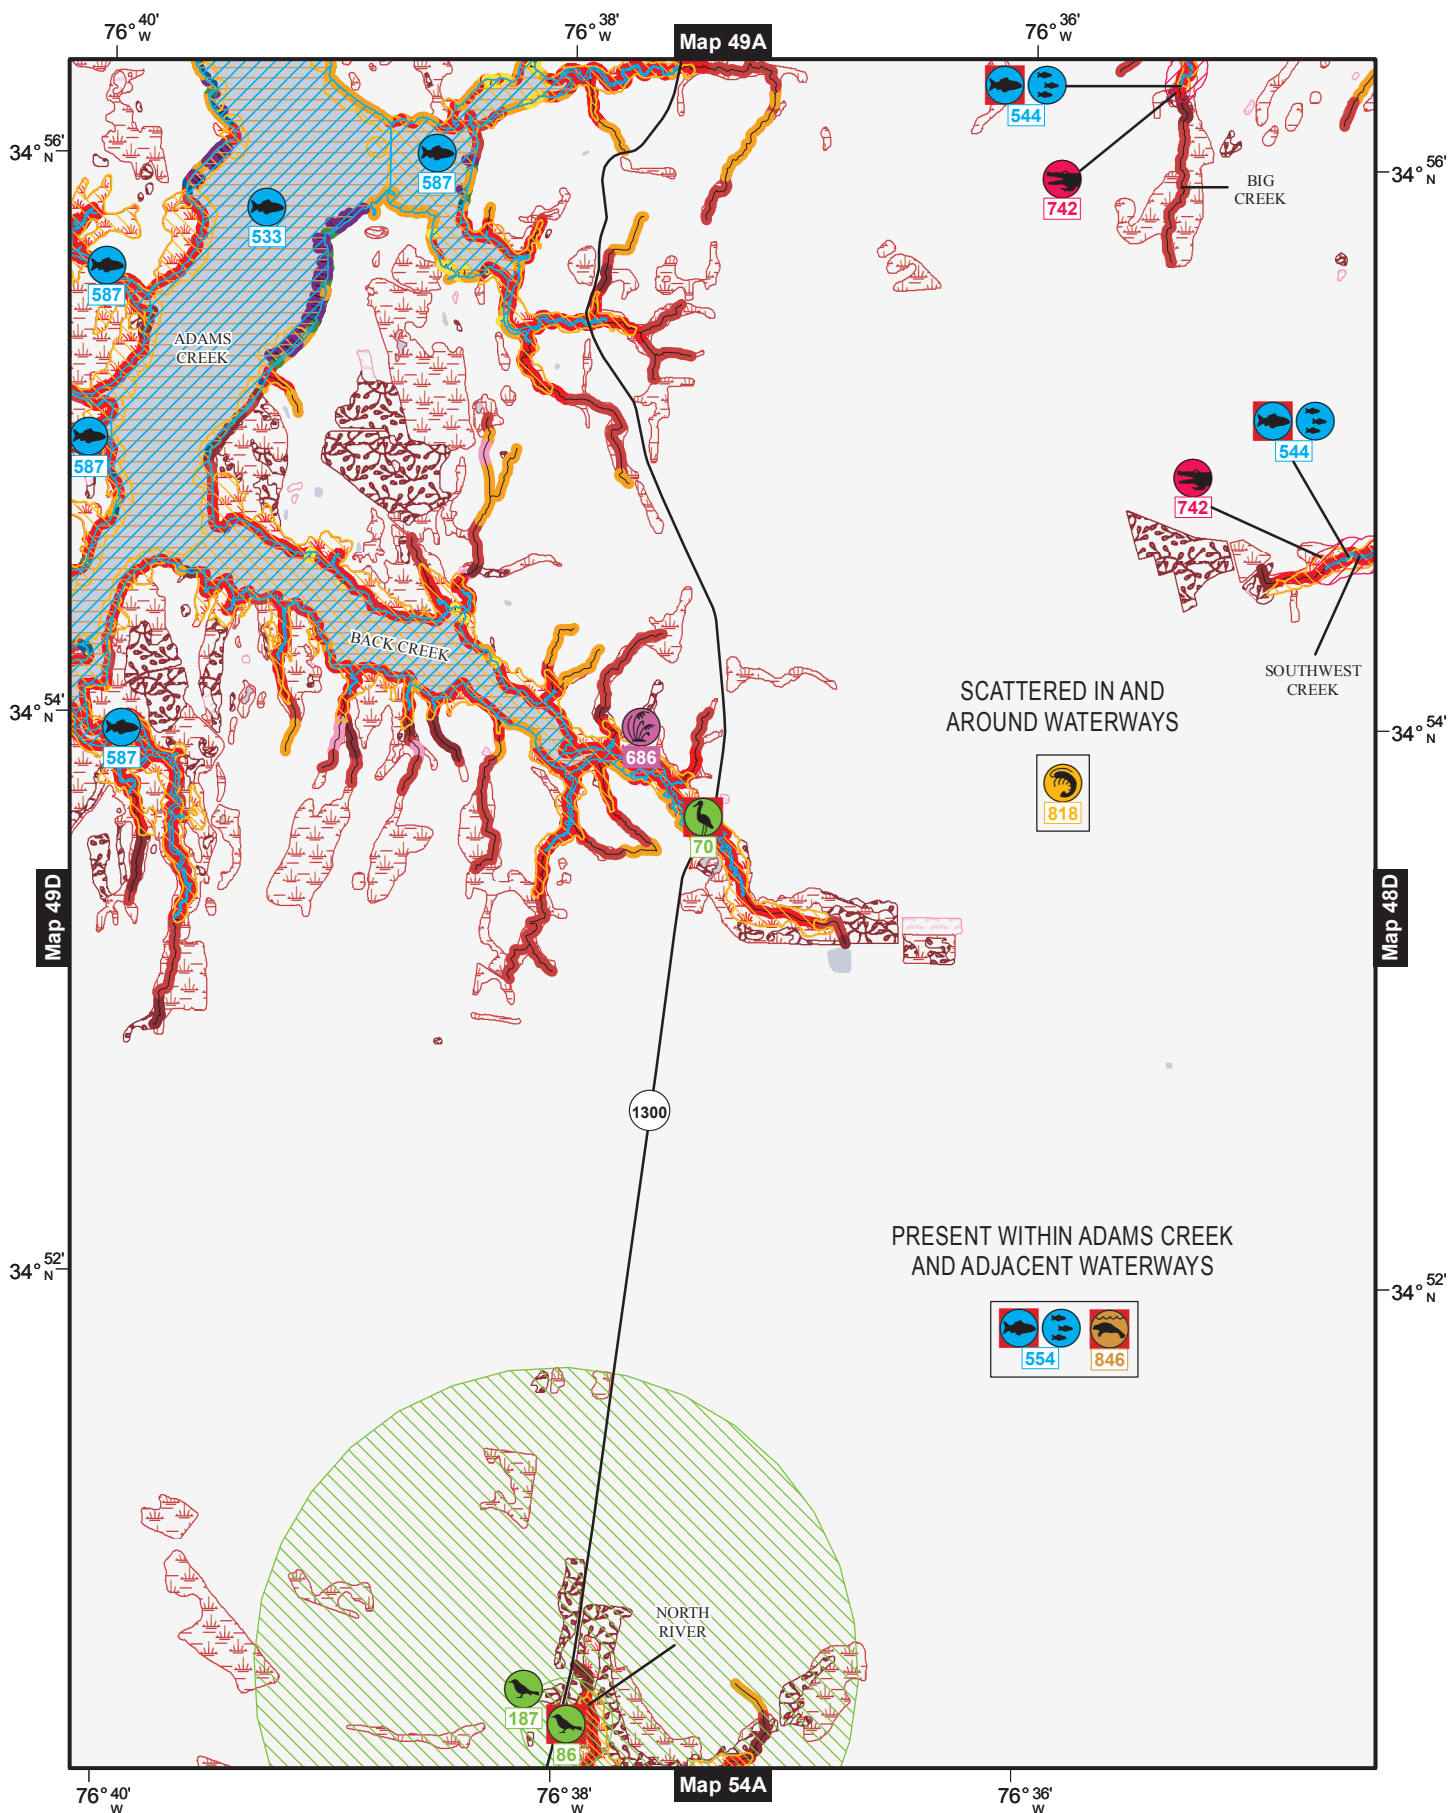 76° 40' W
76° 38' W
Map 49A
76° 36' W
34° 56' N
34° 56' N
544
587
742
BIG
CREEK
533
587
ADAMS
CREEK
544
587
742
BACK CREEK
SOUTHWEST
CREEK
SCATTERED IN AND
AROUND WATERWAYS
34° 54' N
34° 54' N
587
686
818
70
Map 49D
Map 48D
1300
PRESENT WITHIN ADAMS CREEK
AND ADJACENT WATERWAYS
34° 52' N
34° 52' N
554
846
NORTH
RIVER
187
86
Map 54A
76° 40' W
76° 38' W
76° 36' W